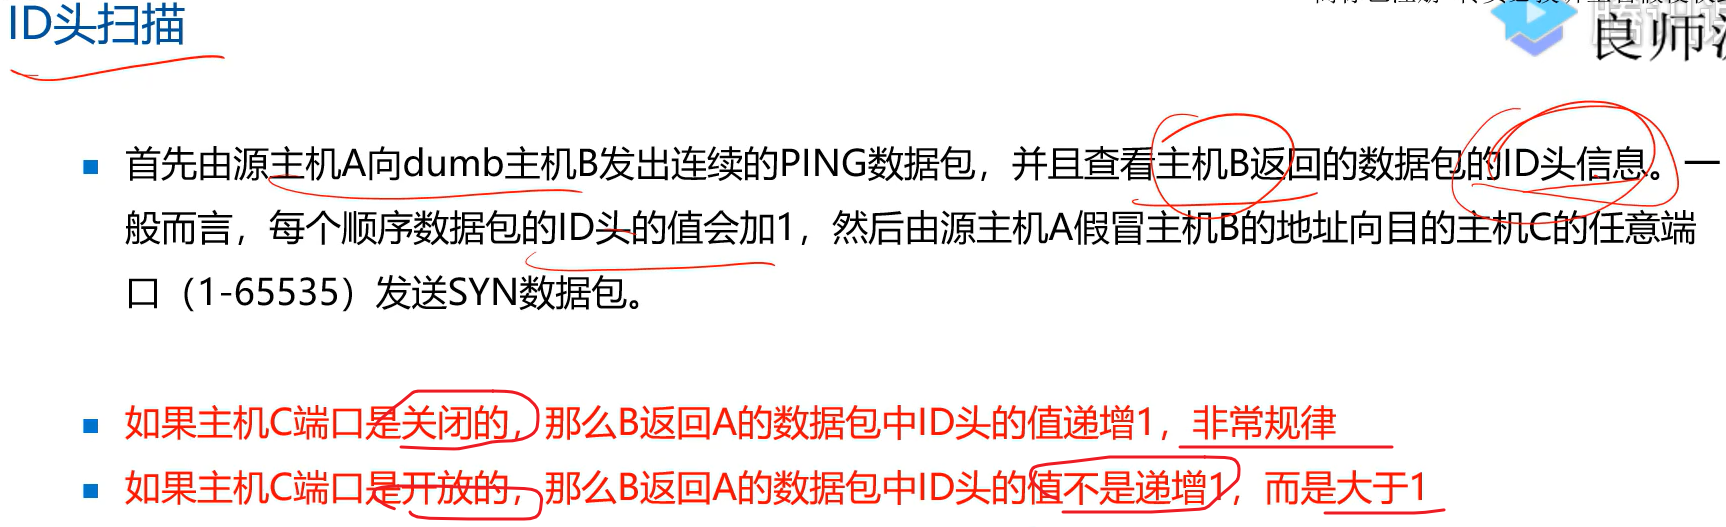 ID头扫描
良师
首先由源主机A向dumb主机B发出连续的PING数据包，并且查看主机B返回的数据包的ID头信息。一
般而言，每个顺序数据包的ID头的值会加1，然后由源主机A假冒主机B的地址向目的主机C的任意端
口（1-65535）发送SYN数据包。
如果主机C端口是关闭的，那么B返回A的数据包中ID头的值递增1，非常规律
如果主机C端口是开放的，那么B返回A的数据包中ID头的值不是递增1，而是大于1